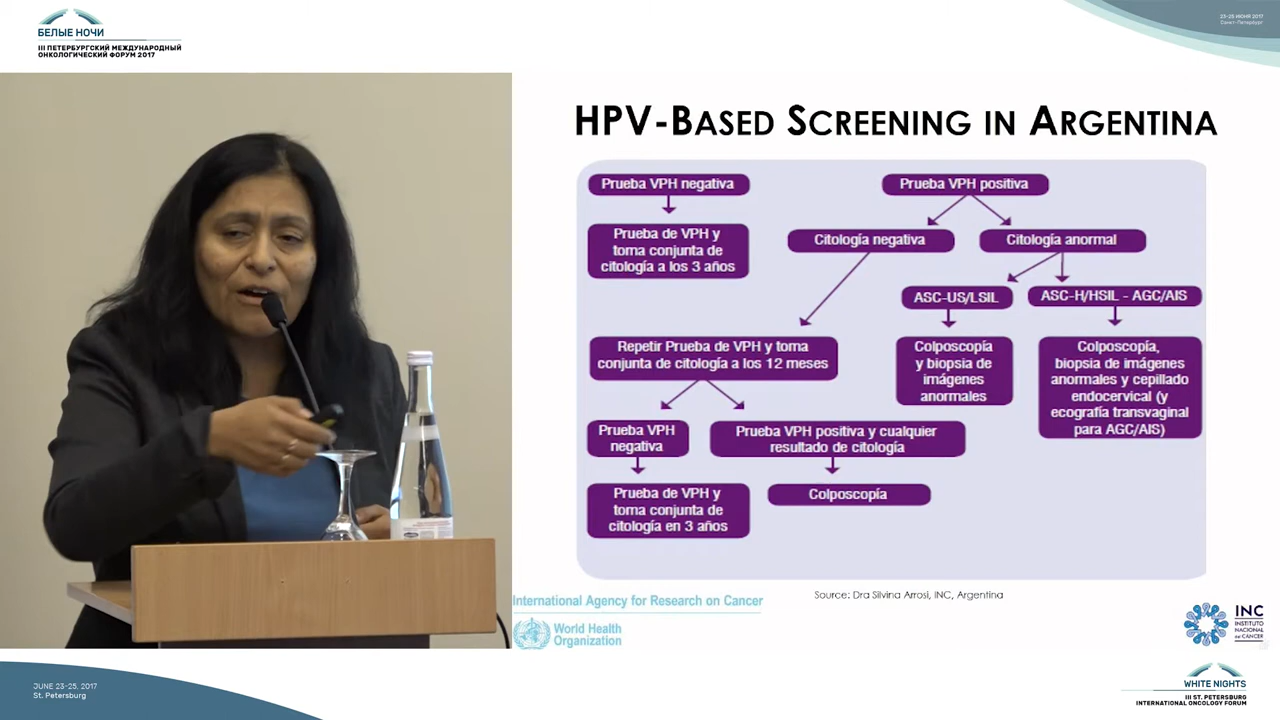 БЕЛЫЕ НОЧИ
III ПЕТЕРБУРГСКИЙ МЕЖДУНАРОДНЫЙ
ОНКОЛОГИЧЕСКИЙ ФОРУМ 2017
23-25 ИЮНЯ 2017
Санкт-Петербург
HPV-BASED SCREENING IN ARGENTINA
Prueba VPH negativa
Prueba de VPH y
toma conjunta de
citología a los 3 años
Prueba VPH positiva
Citología negativa
Citología anormal
ASC-US/LSIL
ASC-H/HSIL - AGC/AIS
Repetir Prueba de VPH y toma
conjunta de citología a los 12 meses
Colposcopía
y biopsia de
imágenes
anormales
Colposcopía,
biopsia de imágenes
anormales y cepillado
endocervical (y
ecografía transvaginal
para AGC/AIS)
Prueba VPH
negativa
Prueba VPH positiva y cualquier
resultado de citología
Prueba de VPH y
toma conjunta de
citología en 3 años
Colposcopía
Source: Dra Silvina Arrosi, INC, Argentina
International Agency for Research on Cancer
World Health
Organization
INC
INSTITUTO
NACIONAL
del CANCER
JUNE 23-25, 2017
St. Petersburg
WHITE NIGHTS
III ST. PETERSBURG
INTERNATIONAL ONCOLOGY FORUM